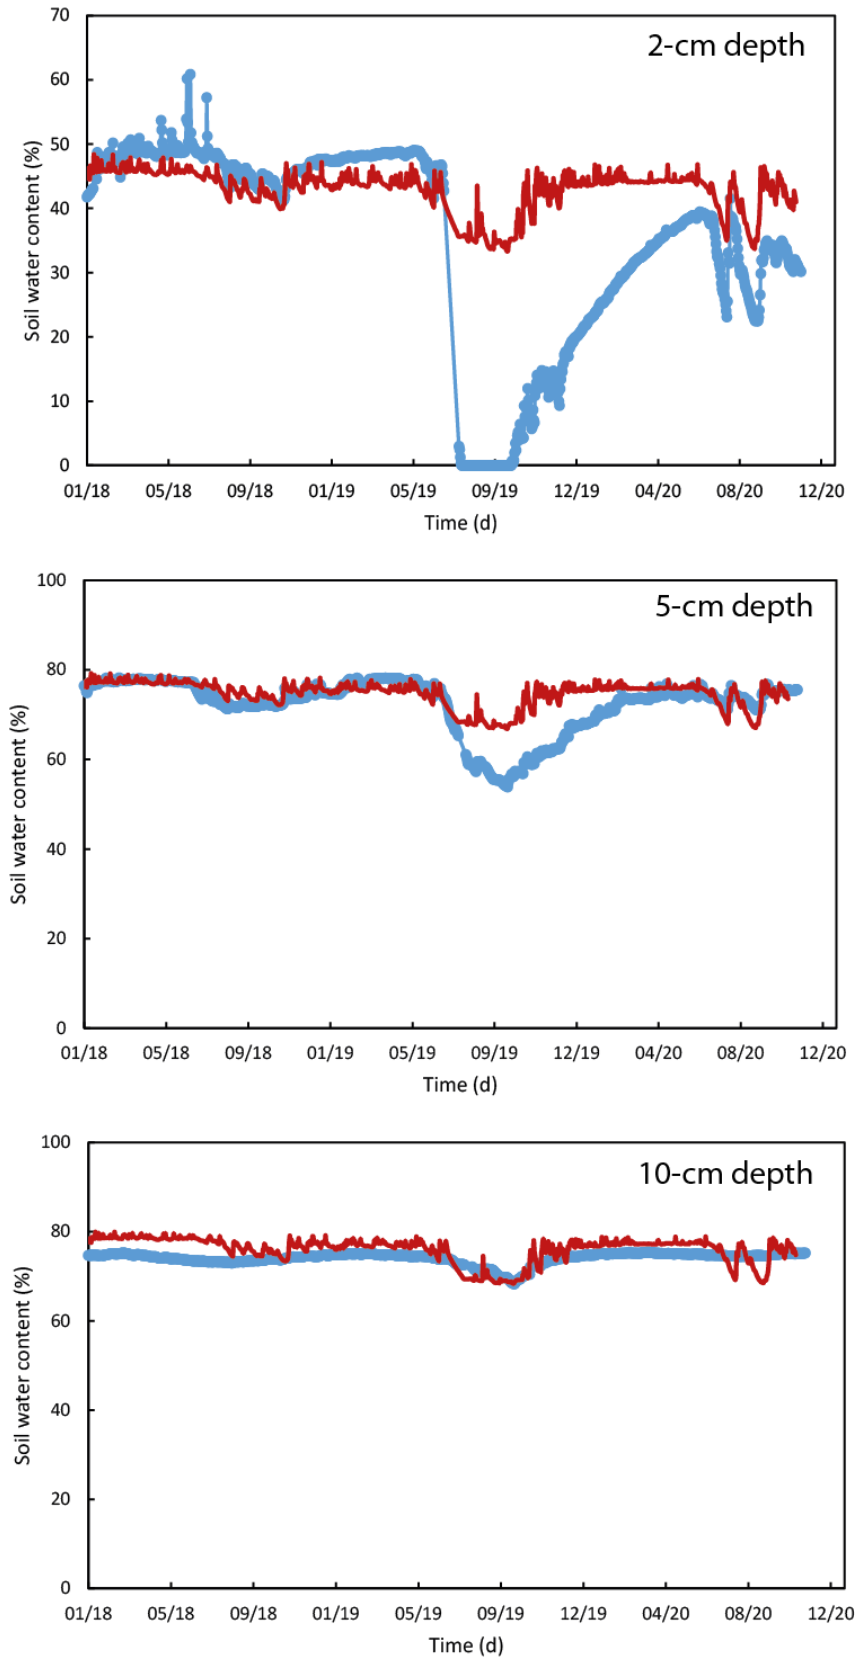 70
2-cm depth
60
50
40
30
20
10
0
Soil water content (%)
01/18 05/18 09/18 01/19 05/19 09/19 12/19 04/20 08/20 12/20
Time (d)
100
5-cm depth
80
60
40
20
0
Soil water content (%)
01/18 05/18 09/18 01/19 05/19 09/19 12/19 04/20 08/20 12/20
Time (d)
100
10-cm depth
80
60
40
20
0
Soil water content (%)
01/18 05/18 09/18 01/19 05/19 09/19 12/19 04/20 08/20 12/20
Time (d)